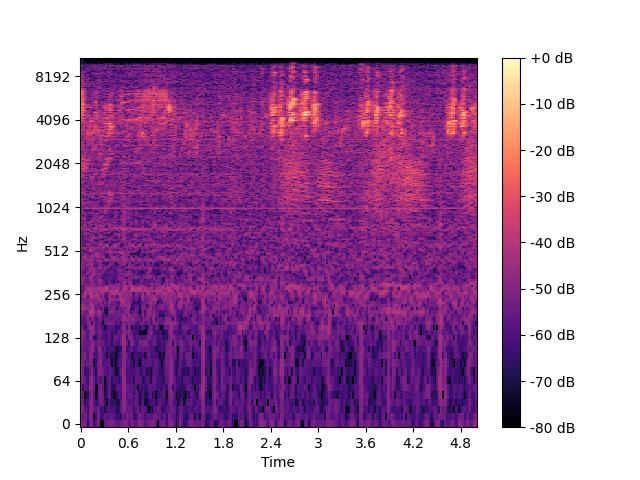 8192
4096
2048
1024
512
256
128
64
0
Hz
0 0.6 1.2 1.8 2.4 3 3.6 4.2 4.8
Time
+0 dB
-10 dB
-20 dB
-30 dB
-40 dB
-50 dB
-60 dB
-70 dB
-80 dB